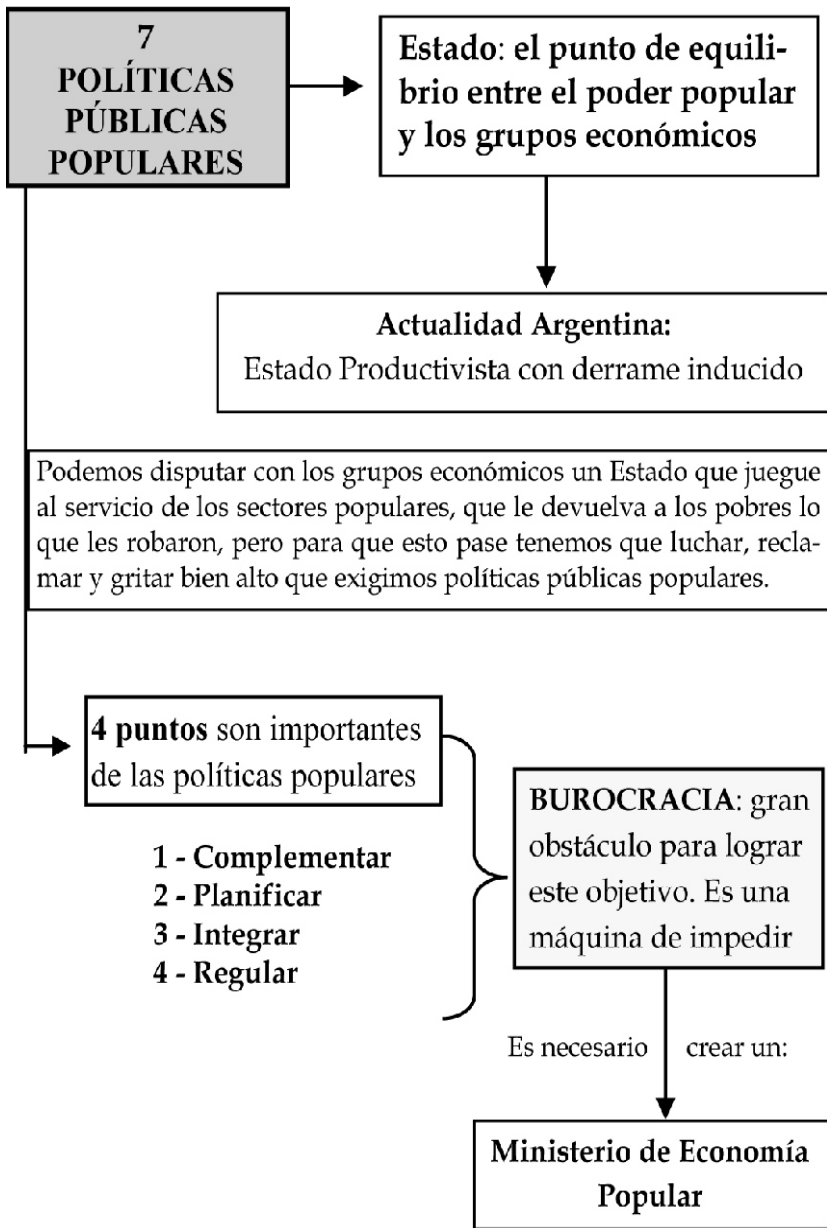 7
POLÍTICAS
PÚBLICAS
POPULARES
Estado: el punto de equili-
brio entre el poder popular
y los grupos económicos
Actualidad Argentina:
Estado Productivista con derrame inducido
Podemos disputar con los grupos económicos un Estado que juegue
al servicio de los sectores populares, que le devuelva a los pobres lo
que les robaron, pero para que esto pase tenemos que luchar, recla-
mar y gritar bien alto que exigimos políticas públicas populares.
4 puntos son importantes
de las políticas populares
1 - Complementar
2 - Planificar
3 - Integrar
4 - Regular
BUROCRACIA: gran
obstáculo para lograr
este objetivo. Es una
máquina de impedir
Es necesario crear un:
Ministerio de Economía
Popular